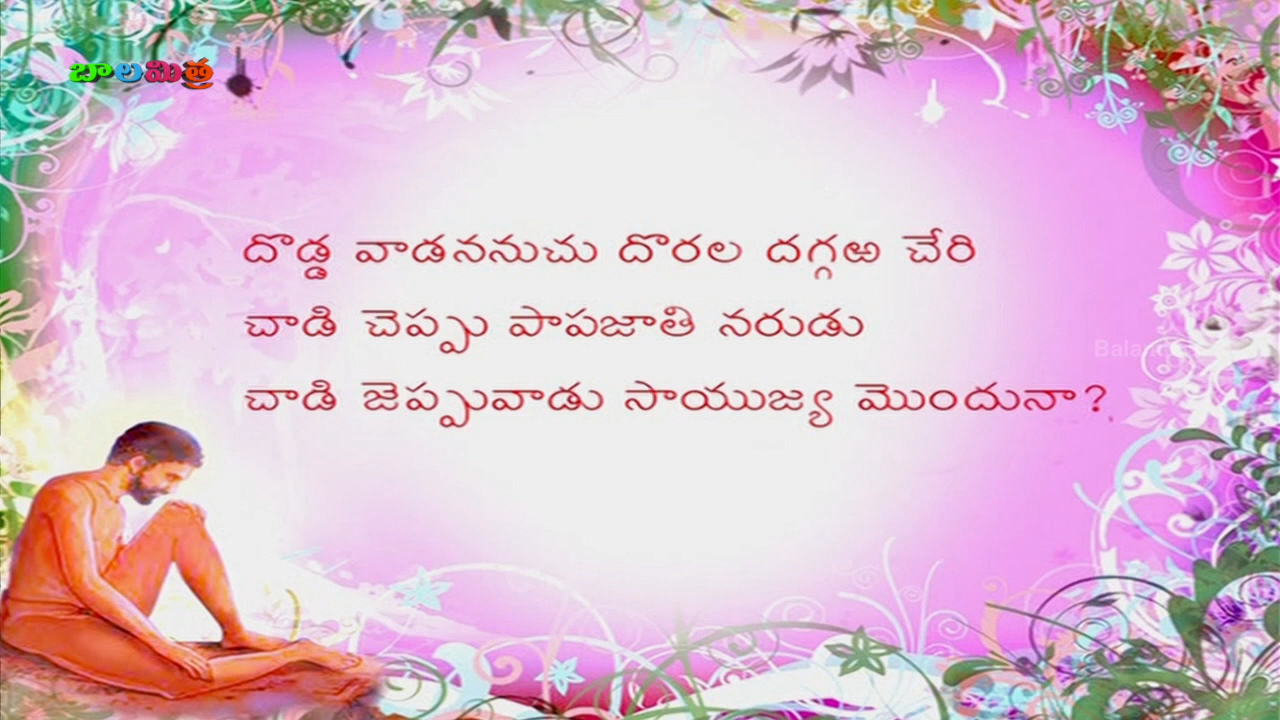 బాలమిత్ర
దొడ్డ వాడననుచు దొరల దగ్గఱ చేరి
చాడి చెప్పు పాపజాతి నరుడు
చాడి జెప్పువాడు సాయుజ్య మొందునా?